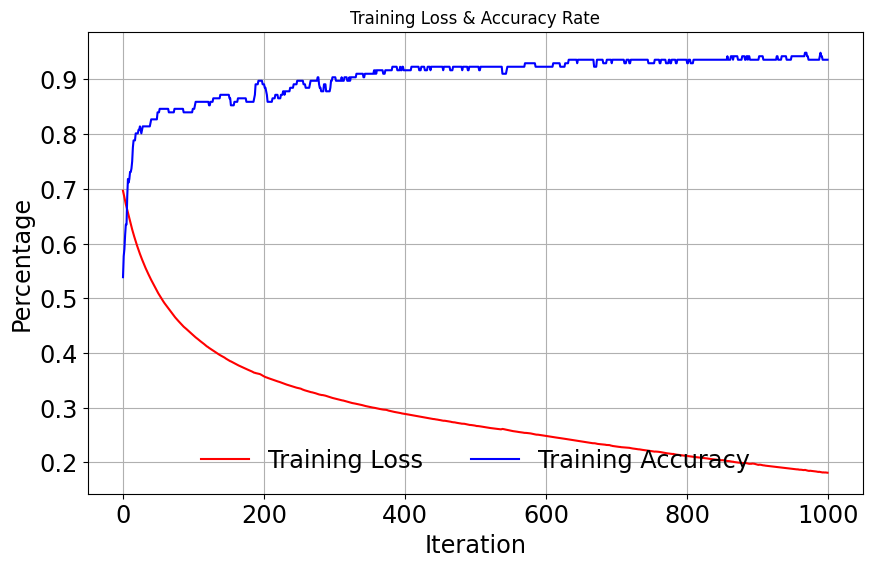 Training Loss & Accuracy Rate
Percentage
0.9
0.8
0.7
0.6
0.5
0.4
0.3
0.2
Training Loss Training Accuracy
0 200 400 600 800 1000
Iteration